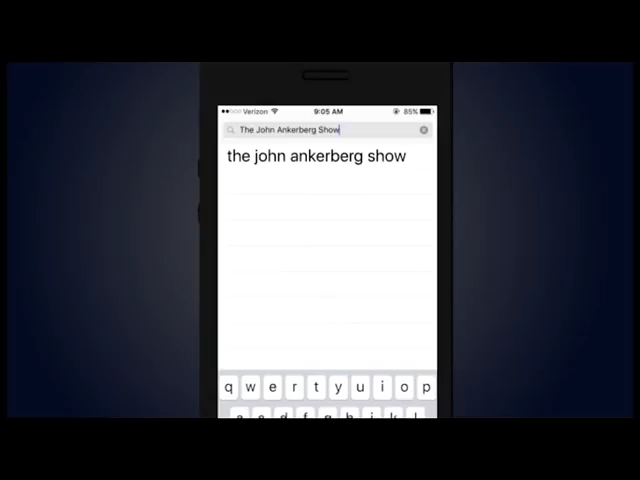 Verizon 9:05 AM 85%
The John Ankerberg Show
the john ankerberg show
q w e r t y u i o p
a s d f g h j k l